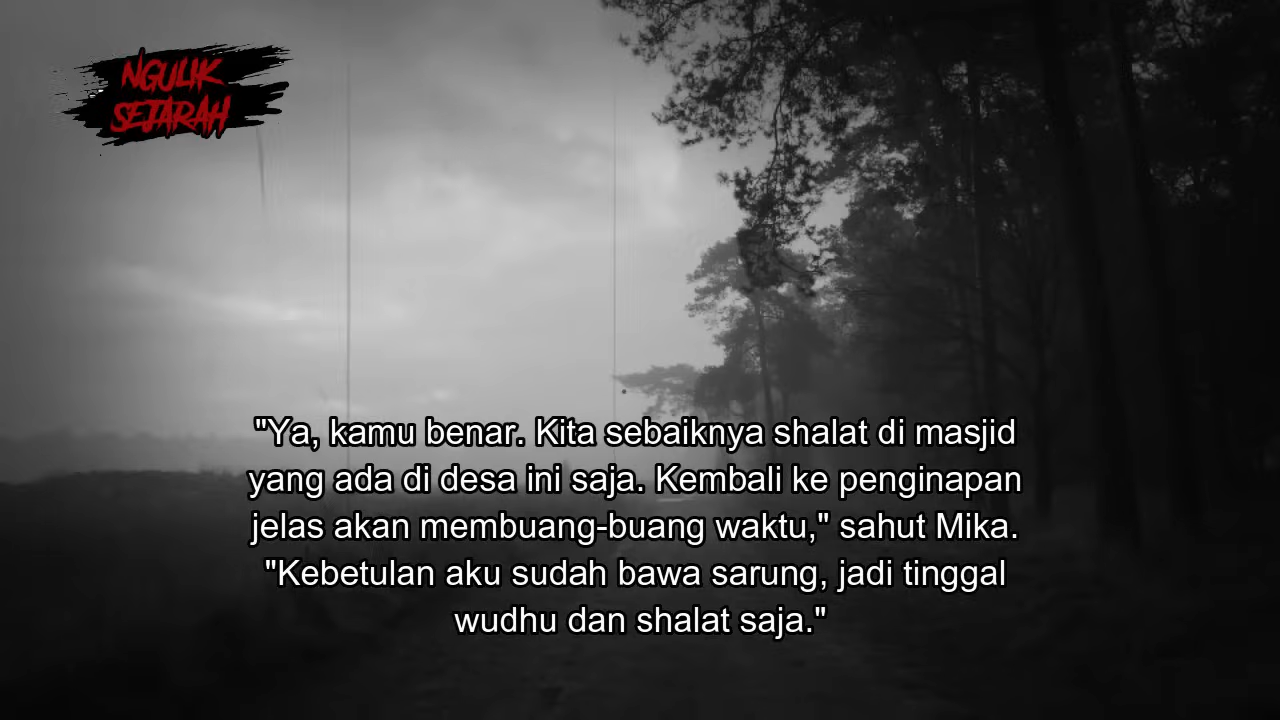 NGULIK
SEJARAH
"Ya, kamu benar. Kita sebaiknya shalat di masjid
yang ada di desa ini saja. Kembali ke penginapan
jelas akan membuang-buang waktu," sahut Mika.
"Kebetulan aku sudah bawa sarung, jadi tinggal
wudhu dan shalat saja."